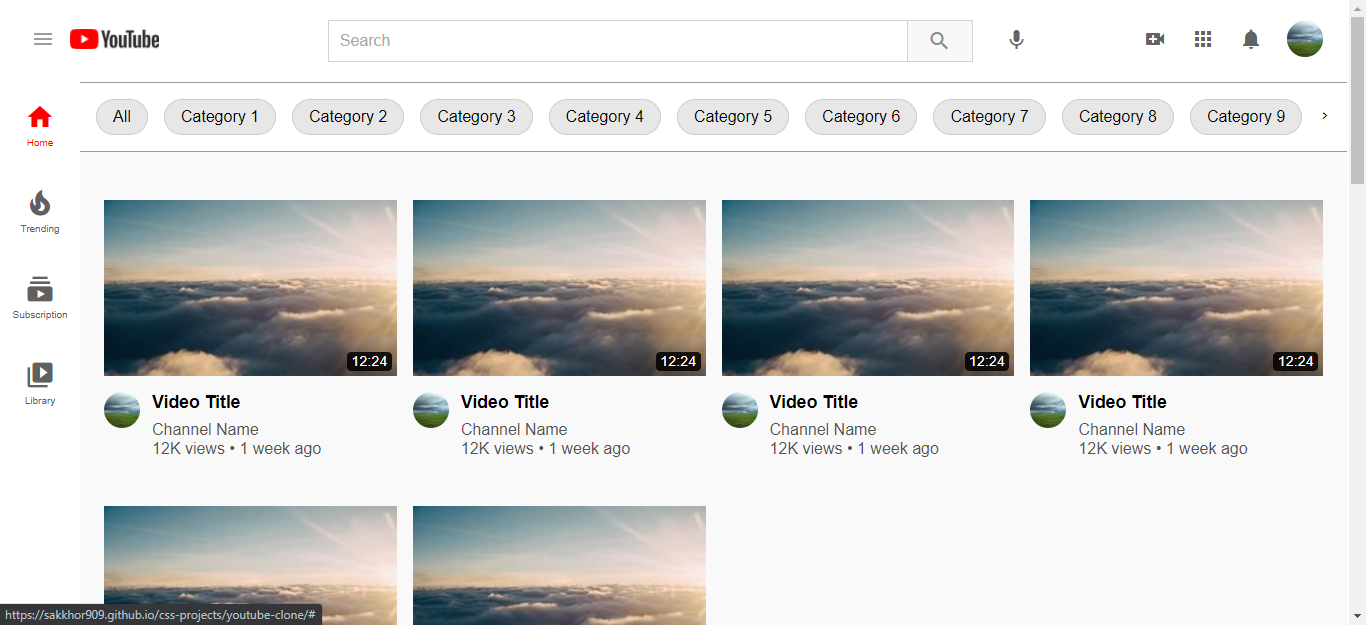 YouTube
Search
All Category 1 Category 2 Category 3 Category 4 Category 5 Category 6 Category 7 Category 8 Category 9 ›
Home
Trending
Subscription
Library
12:24 12:24 12:24 12:24
Video Title Video Title Video Title Video Title
Channel Name Channel Name Channel Name Channel Name
12K views • 1 week ago 12K views • 1 week ago 12K views • 1 week ago 12K views • 1 week ago
https://sakkhor909.github.io/css-projects/youtube-clone/#